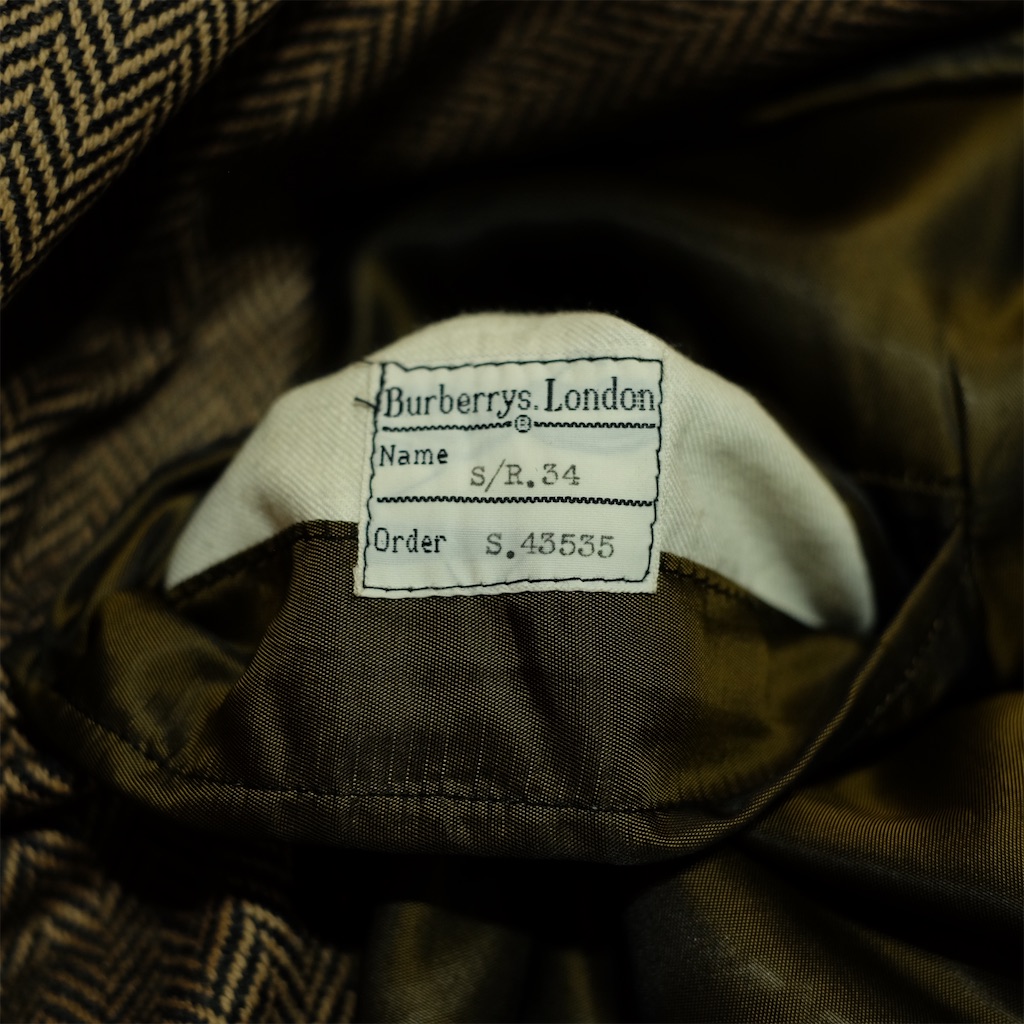 Burberrys. London
B
Name S/R.34
Order S.43535